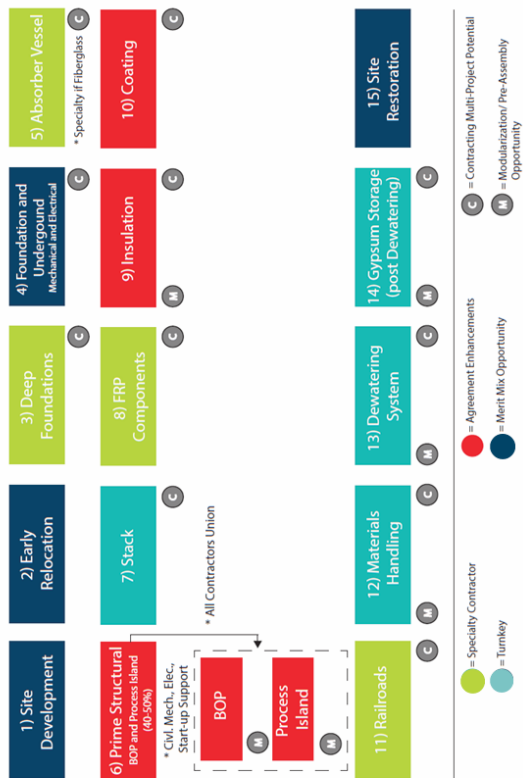 1) Site
Development
2) Early
Relocation
3) Deep
Foundations
C
4) Foundation and
Undergound
Mechanical and Electrical
C
5) Absorber Vessel
C
* Specialty if Fiberglass
6) Prime Structural
BOP and Process Island
(40-50%)
* Civl. Mech., Elec.,
Start-up Support
* All Contractors Union
BOP
M
Process
Island
M
7) Stack
C
8) FRP
Components
C
9) Insulation
M
C
10) Coating
C
11) Railroads
C
12) Materials
Handling
M
C
13) Dewatering
System
M
C
14) Gypsum Storage
(post Dewatering)
M
C
15) Site
Restoration
= Specialty Contractor
= Turnkey
= Agreement Enhancements
= Merit Mix Opportunity
C = Contracting Multi-Project Potential
M = Modularization/ Pre-Assembly
Opportunity